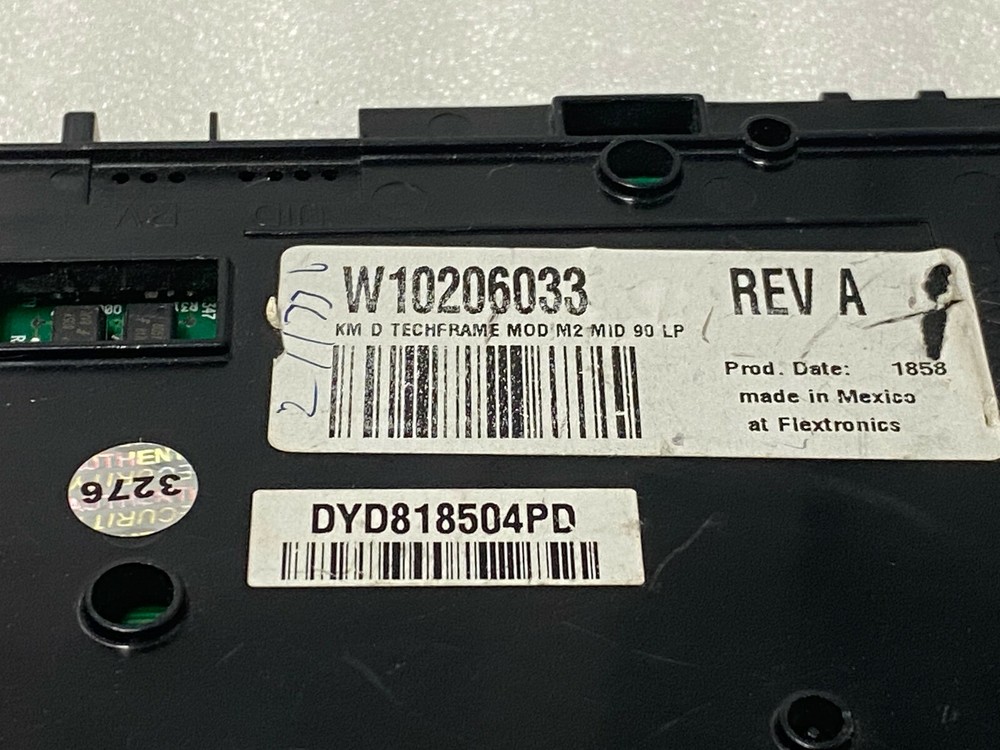 W10206033 REV A
KM D TECHFRAME MOD M2 MID 90 LP
Prod. Date: 1858
made in Mexico
at Flextronics
3276
DYD818504PD